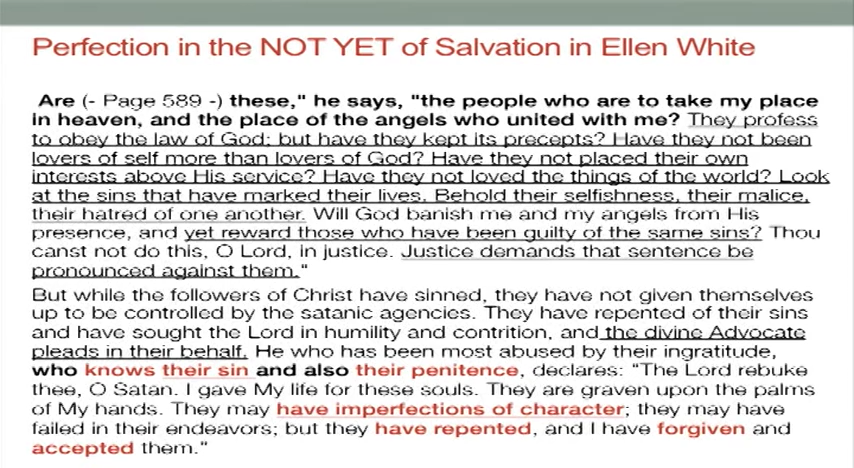 Perfection in the NOT YET of Salvation in Ellen White
Are (- Page 589 -) these," he says, "the people who are to take my place
in heaven, and the place of the angels who united with me? They profess
to obey the law of God; but have they kept its precepts? Have they not been
lovers of self more than lovers of God? Have they not placed their own
interests above His service? Have they not loved the things of the world? Look
at the sins that have marked their lives. Behold their selfishness, their malice,
their hatred of one another. Will God banish me and my angels from His
presence, and yet reward those who have been guilty of the same sins? Thou
canst not do this, O Lord, in justice. Justice demands that sentence be
pronounced against them."
But while the followers of Christ have sinned, they have not given themselves
up to be controlled by the satanic agencies. They have repented of their sins
and have sought the Lord in humility and contrition, and the divine Advocate
pleads in their behalf. He who has been most abused by their ingratitude,
who knows their sin and also their penitence, declares: "The Lord rebuke
thee, O Satan. I gave My life for these souls. They are graven upon the palms
of My hands. They may have imperfections of character; they may have
failed in their endeavors; but they have repented, and I have forgiven and
accepted them."